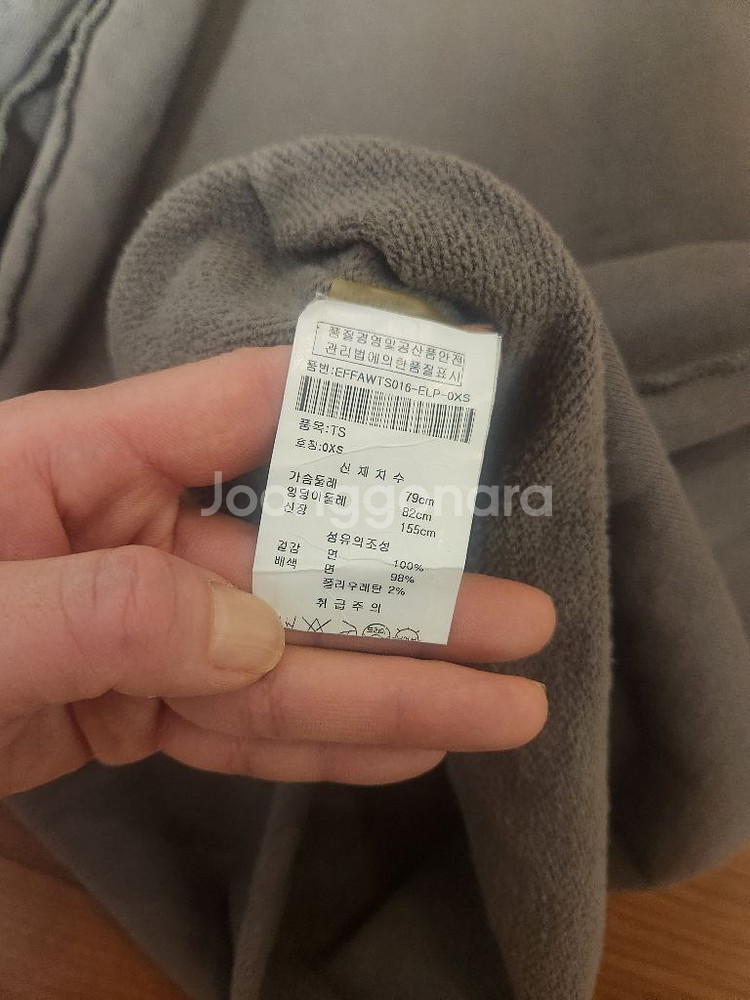 품질경영및공산품안전
관리법에의한품질표시
품번:EFFAWTS016-ELP-0XS
품목:TS
호칭:0XS
신체치수
가슴둘레 79cm
엉덩이둘레 82cm
신장 155cm
섬유의조성
겉감 면 100%
배색 면 98%
폴리우레탄 2%
취급주의
Joonggonara